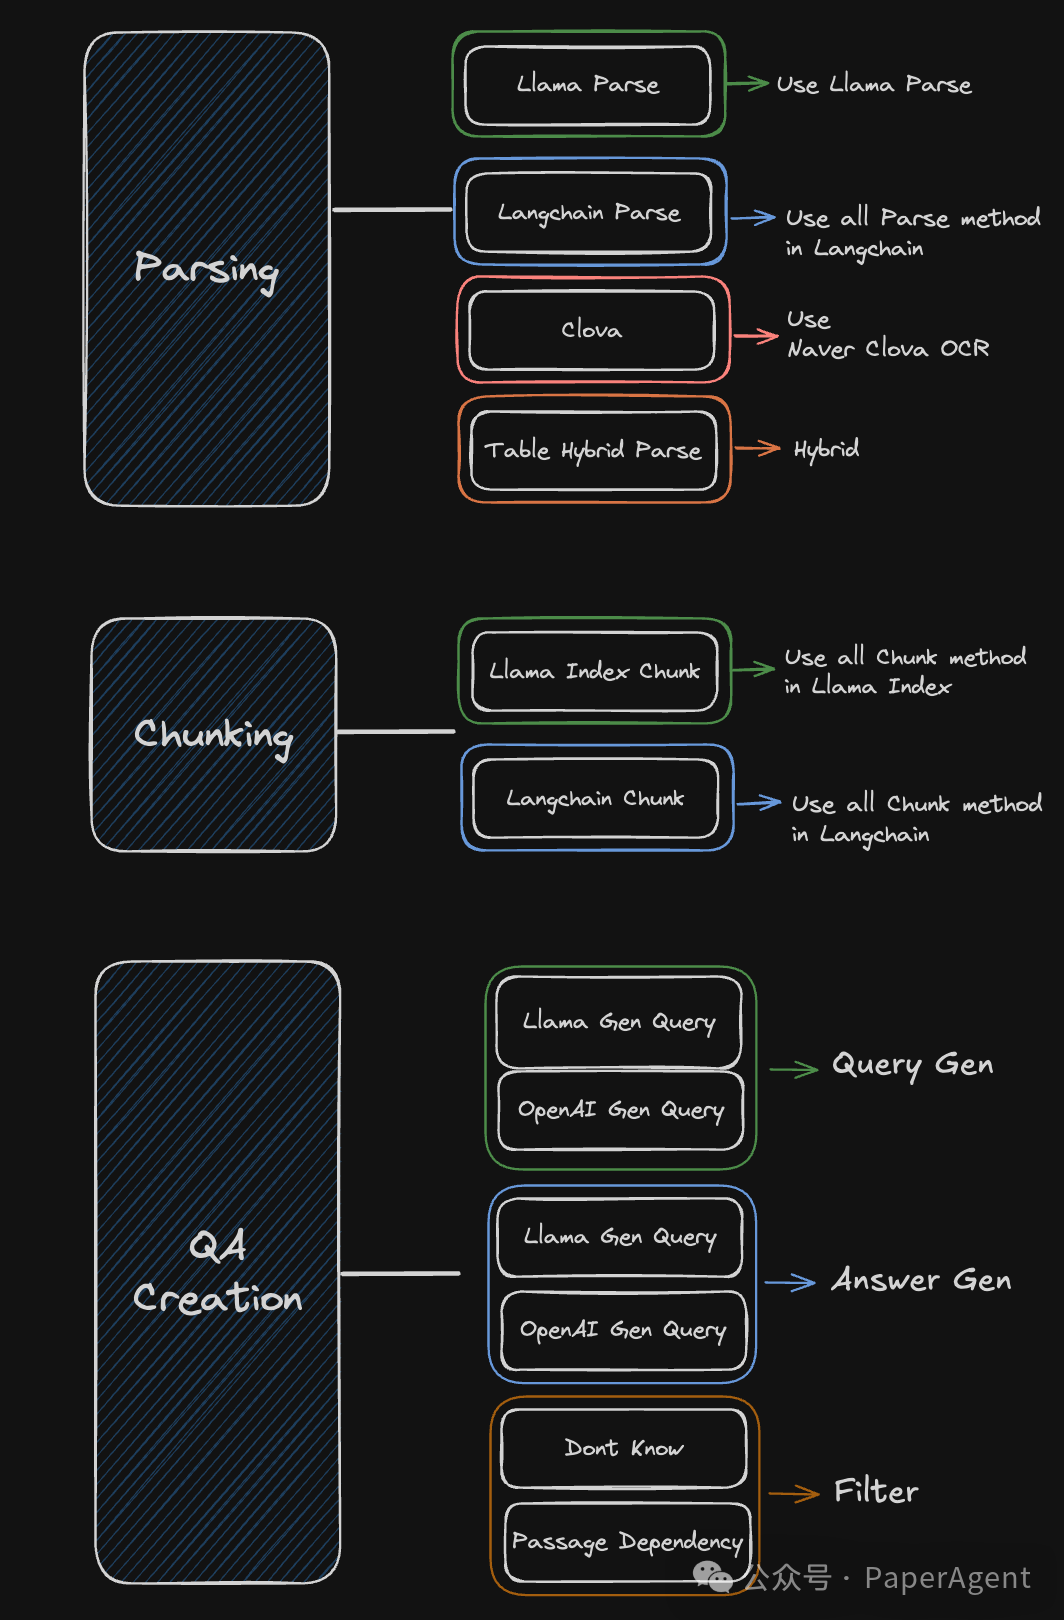 Parsing
Llama Parse
Use Llama Parse
Langchain Parse
Use all Parse method
in Langchain
Clova
Use
Naver Clova OCR
Table Hybrid Parse
Hybrid
Chunking
Llama Index Chunk
Use all Chunk method
in Llama Index
Langchain Chunk
Use all Chunk method
in Langchain
QA
Creation
Llama Gen Query
OpenAI Gen Query
Query Gen
Llama Gen Query
OpenAI Gen Query
Answer Gen
Dont Know
Passage Dependency
Filter
公众号 · PaperAgent